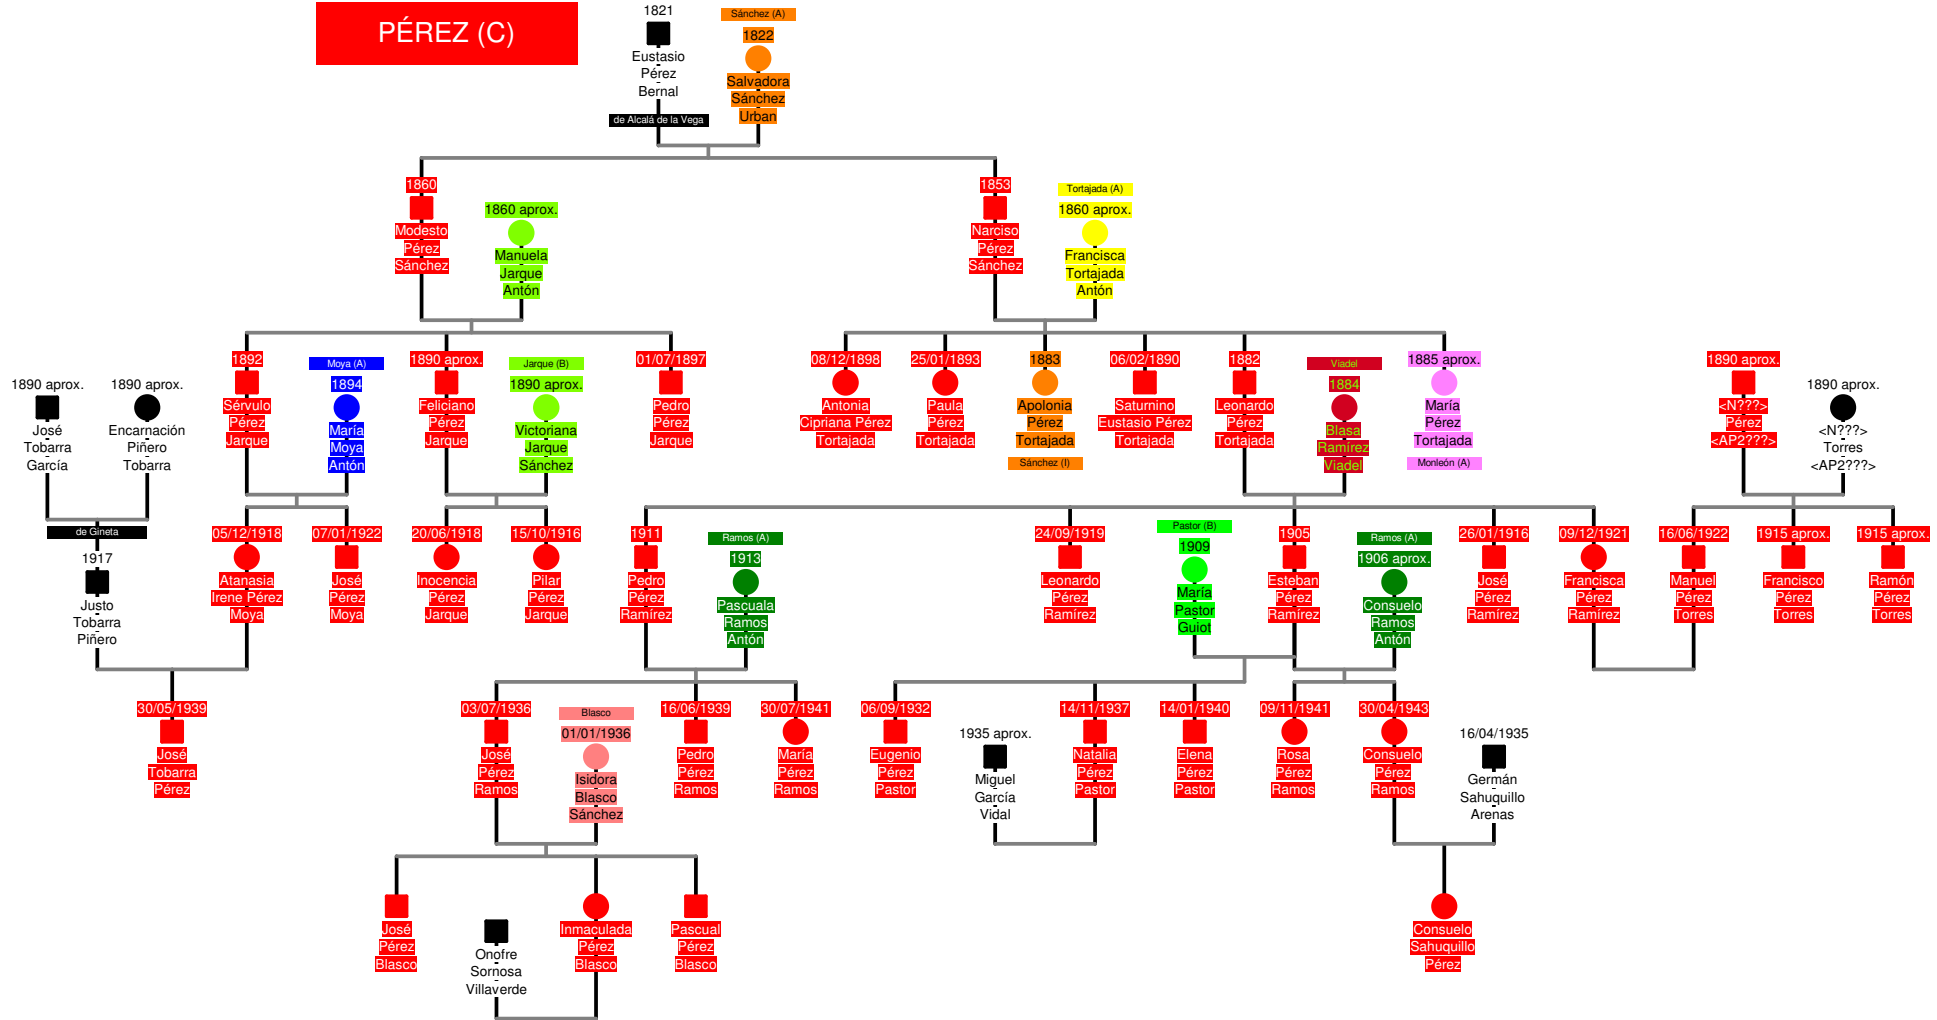 PÉREZ (C)
1821
Eustasio
Pérez
Bernal
de Alcalá de la Vega
Sánchez (A)
1822
Salvadora
Sánchez
Urban
1860
Modesto
Pérez
Sánchez
1860 aprox.
Manuela
Jarque
Antón
1853
Narciso
Pérez
Sánchez
Tortajada (A)
1860 aprox.
Francisca
Tortajada
Antón
1890 aprox.
José
Tobarra
García
1890 aprox.
Encarnación
Piñero
Tobarra
de Gineta
1892
Sérvulo
Pérez
Jarque
Moya (A)
1894
María
Moya
Antón
1890 aprox.
Feliciano
Pérez
Jarque
Jarque (B)
1890 aprox.
Victoriana
Jarque
Sánchez
01/07/1897
Pedro
Pérez
Jarque
08/12/1898
Antonia
Cipriana Pérez
Tortajada
25/01/1893
Paula
Pérez
Tortajada
1883
Apolonia
Pérez
Tortajada
Sánchez (I)
06/02/1890
Saturnino
Eustasio Pérez
Tortajada
1882
Leonardo
Pérez
Tortajada
Viadel
1884
Blasa
Ramírez
Viadel
1885 aprox.
María
Pérez
Tortajada
Monleón (A)
1890 aprox.
<N???>
Pérez
<AP2???>
1890 aprox.
<N???>
Torres
<AP2???>
1917
Justo
Tobarra
Piñero
05/12/1918
Atanasia
Irene Pérez
Moya
07/01/1922
José
Pérez
Moya
20/06/1918
Inocencia
Pérez
Jarque
15/10/1916
Pilar
Pérez
Jarque
1911
Pedro
Pérez
Ramírez
Ramos (A)
1913
Pascuala
Ramos
Antón
24/09/1919
Leonardo
Pérez
Ramírez
Pastor (B)
1909
María
Pastor
Guiot
1905
Esteban
Pérez
Ramírez
Ramos (A)
1906 aprox.
Consuelo
Ramos
Antón
26/01/1916
José
Pérez
Ramírez
09/12/1921
Francisca
Pérez
Ramírez
16/06/1922
Manuel
Pérez
Torres
1915 aprox.
Francisco
Pérez
Torres
1915 aprox.
Ramón
Pérez
Torres
30/05/1939
José
Tobarra
Pérez
03/07/1936
José
Pérez
Ramos
Blasco
01/01/1936
Isidora
Blasco
Sánchez
16/06/1939
Pedro
Pérez
Ramos
30/07/1941
María
Pérez
Ramos
06/09/1932
Eugenio
Pérez
Pastor
1935 aprox.
Miguel
García
Vidal
14/11/1937
Natalia
Pérez
Pastor
14/01/1940
Elena
Pérez
Pastor
09/11/1941
Rosa
Pérez
Ramos
30/04/1943
Consuelo
Pérez
Ramos
16/04/1935
Germán
Sahuquillo
Arenas
José
Pérez
Blasco
Onofre
Sornosa
Villaverde
Inmaculada
Pérez
Blasco
Pascual
Pérez
Blasco
Consuelo
Sahuquillo
Pérez